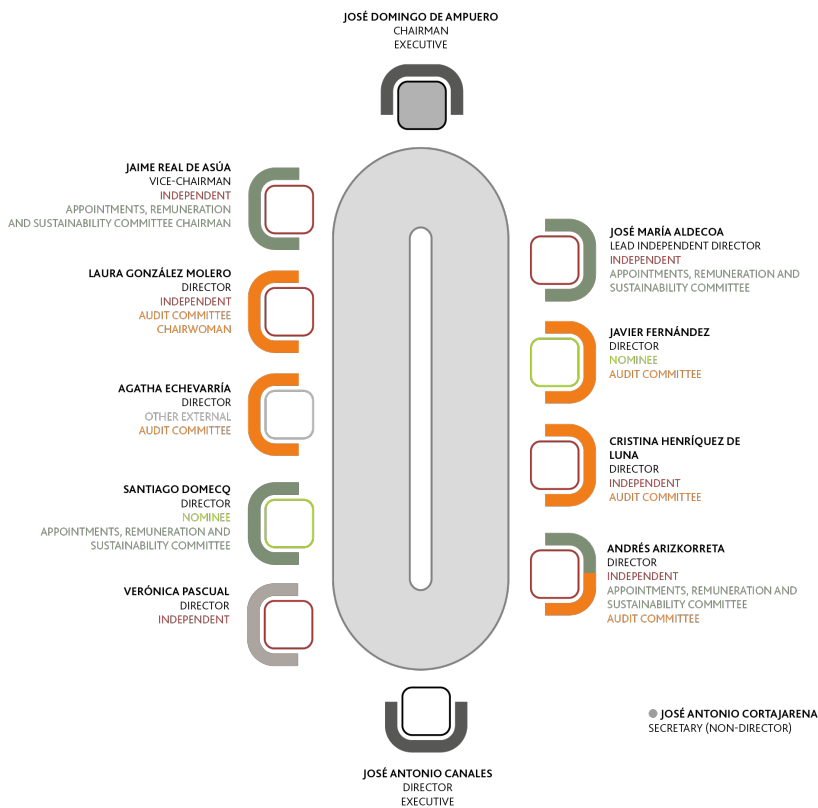 JOSÉ DOMINGO DE AMPUERO
CHAIRMAN
EXECUTIVE
JAIME REAL DE ASÚA
VICE-CHAIRMAN
INDEPENDENT
APPOINTMENTS, REMUNERATION
AND SUSTAINABILITY COMMITTEE CHAIRMAN
LAURA GONZÁLEZ MOLERO
DIRECTOR
INDEPENDENT
AUDIT COMMITTEE
CHAIRWOMAN
AGATHA ECHEVARRÍA
DIRECTOR
OTHER EXTERNAL
AUDIT COMMITTEE
SANTIAGO DOMECQ
DIRECTOR
NOMINEE
APPOINTMENTS, REMUNERATION AND
SUSTAINABILITY COMMITTEE
VERÓNICA PASCUAL
DIRECTOR
INDEPENDENT
JOSÉ MARÍA ALDECOA
LEAD INDEPENDENT DIRECTOR
INDEPENDENT
APPOINTMENTS, REMUNERATION AND
SUSTAINABILITY COMMITTEE
JAVIER FERNÁNDEZ
DIRECTOR
NOMINEE
AUDIT COMMITTEE
CRISTINA HENRÍQUEZ DE
LUNA
DIRECTOR
INDEPENDENT
AUDIT COMMITTEE
ANDRÉS ARIZKORRETA
DIRECTOR
INDEPENDENT
APPOINTMENTS, REMUNERATION AND
SUSTAINABILITY COMMITTEE
AUDIT COMMITTEE
JOSÉ ANTONIO CORTAJARENA
SECRETARY (NON-DIRECTOR)
JOSÉ ANTONIO CANALES
DIRECTOR
EXECUTIVE